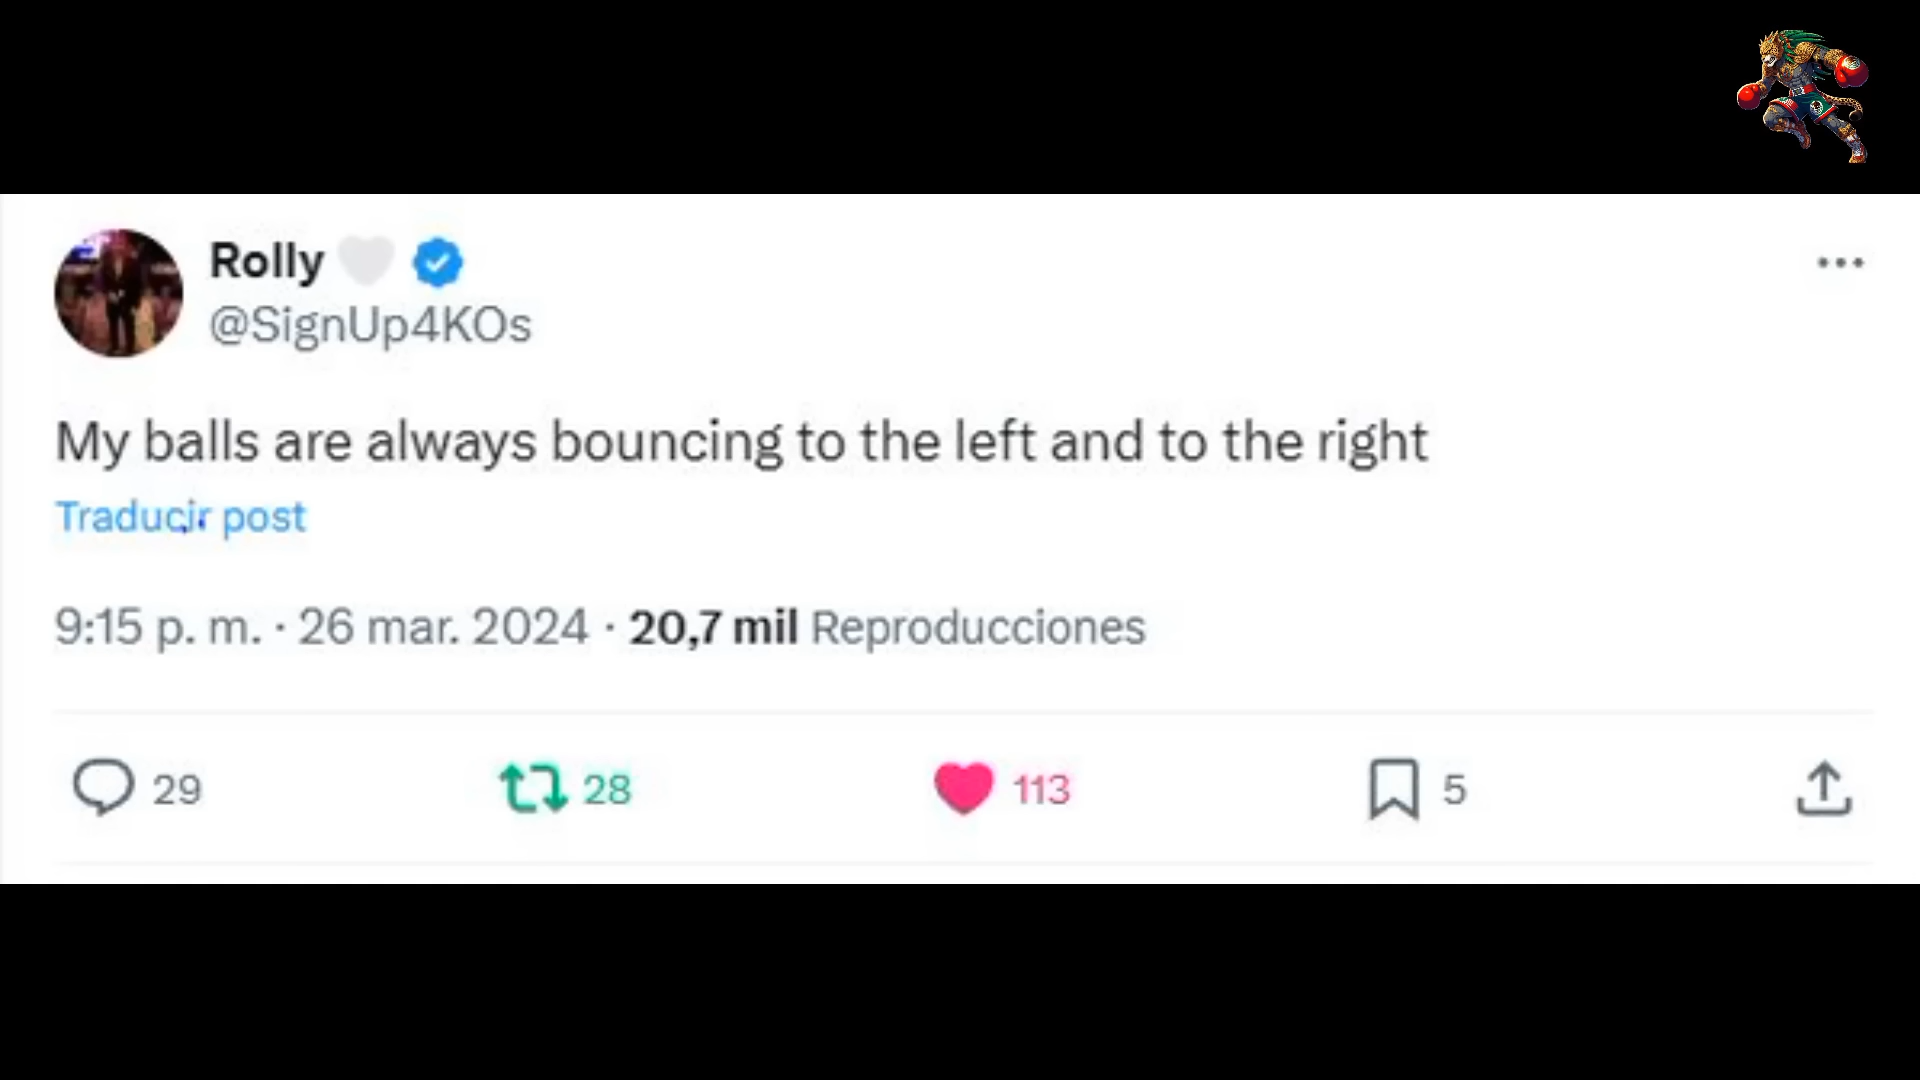 Rolly
@SignUp4KOs
My balls are always bouncing to the left and to the right
Traducir post
9:15 p. m. · 26 mar. 2024 · 20,7 mil Reproducciones
29 28 113 5